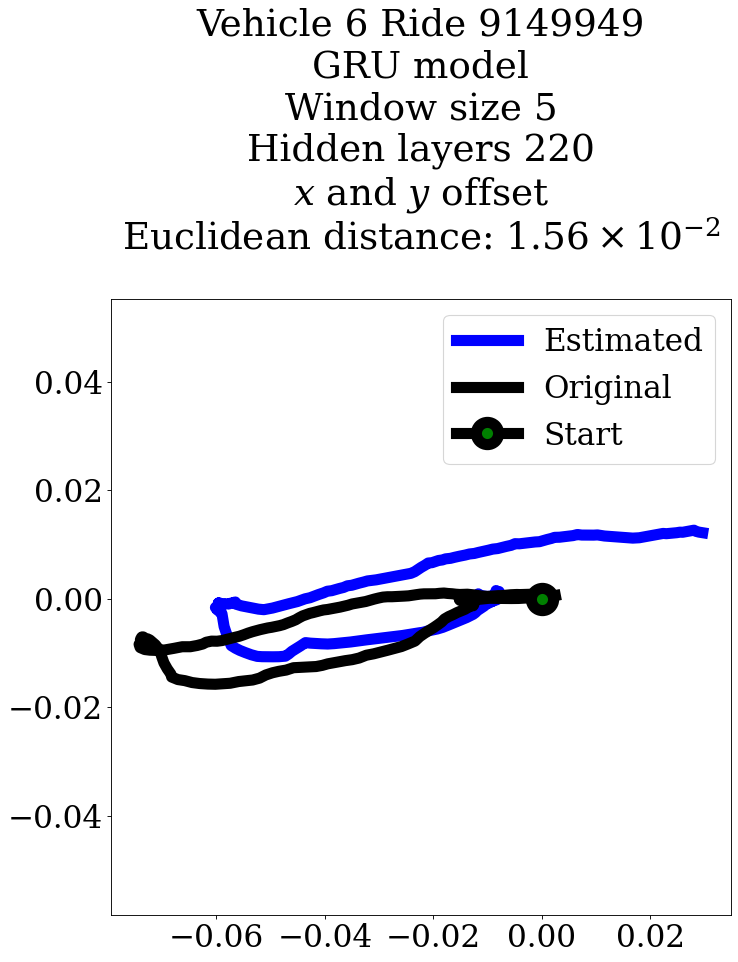 Vehicle 6 Ride 9149949
GRU model
Window size 5
Hidden layers 220
x and y offset
Euclidean distance: 1.56 × 10⁻²
Estimated
Original
Start
0.04
0.02
0.00
−0.02
−0.04
−0.06 −0.04 −0.02 0.00 0.02